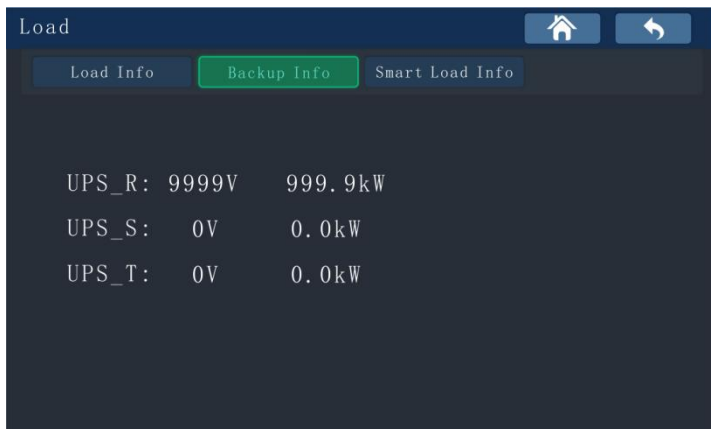 Load
Load Info Backup Info Smart Load Info
UPS_R: 9999V 999.9kW
UPS_S: 0V 0.0kW
UPS_T: 0V 0.0kW